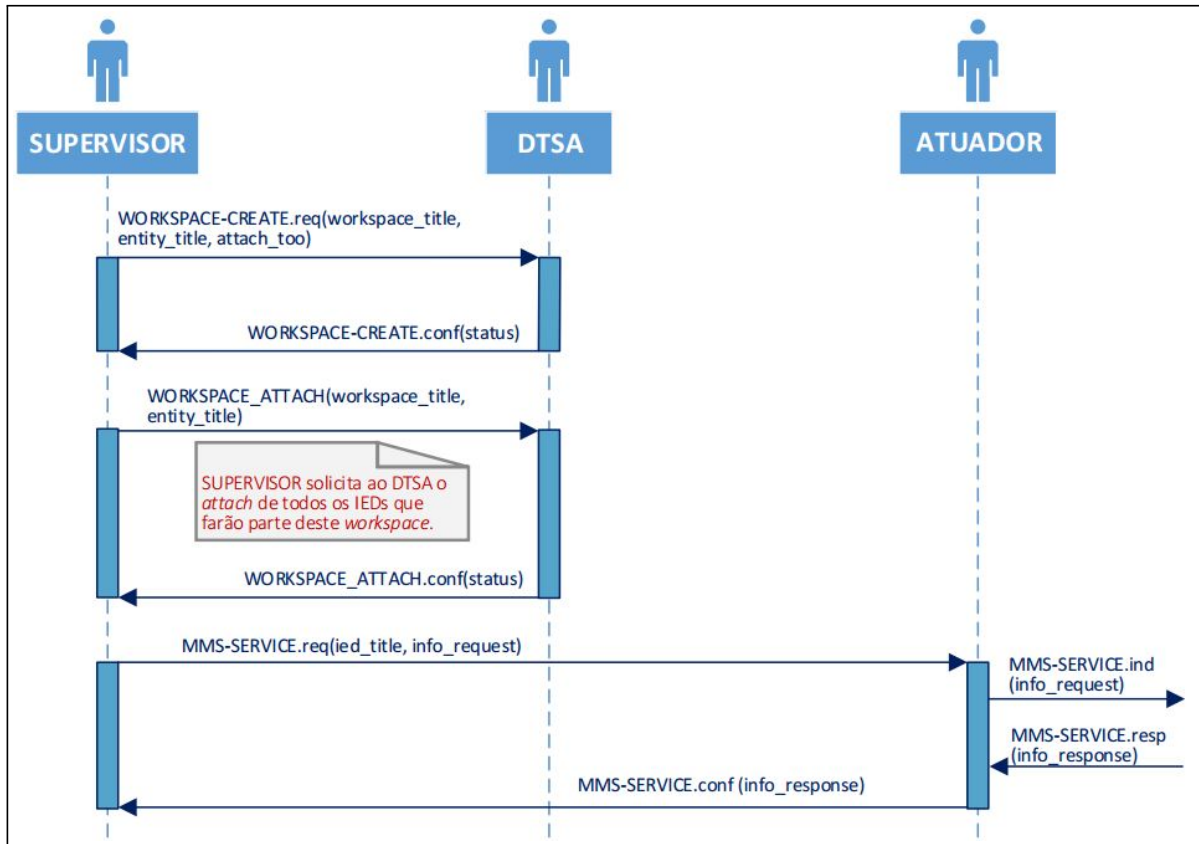 SUPERVISOR
DTSA
ATUADOR
WORKSPACE-CREATE.req(workspace_title,
entity_title, attach_too)
WORKSPACE-CREATE.conf(status)
WORKSPACE_ATTACH(workspace_title,
entity_title)
SUPERVISOR solicita ao DTSA o
attach de todos os IEDs que
farão parte deste workspace.
WORKSPACE_ATTACH.conf(status)
MMS-SERVICE.req(ied_title, info_request)
MMS-SERVICE.ind
(info_request)
MMS-SERVICE.resp
(info_response)
MMS-SERVICE.conf (info_response)